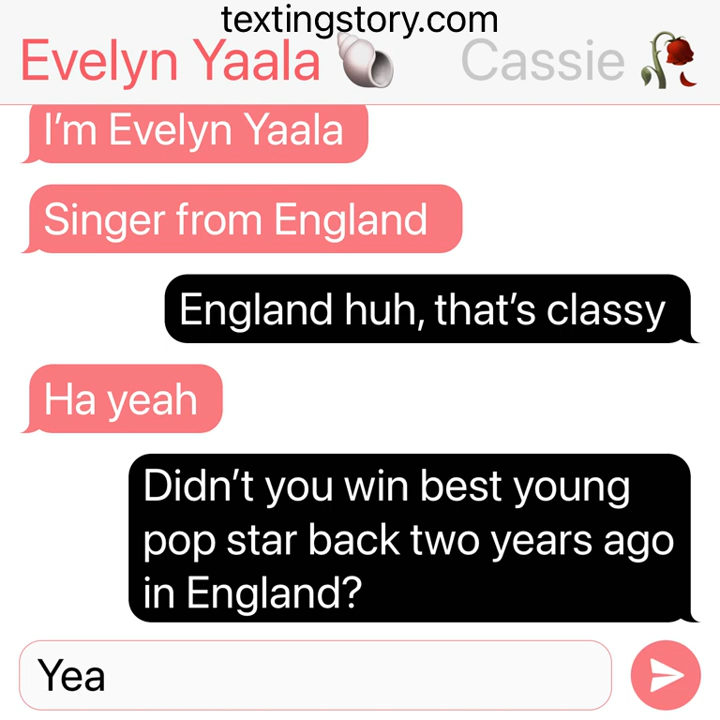 textingstory.com
Evelyn Yaala 🐚 Cassie 🥀
I’m Evelyn Yaala
Singer from England
England huh, that’s classy
Ha yeah
Didn’t you win best young
pop star back two years ago
in England?
Yea